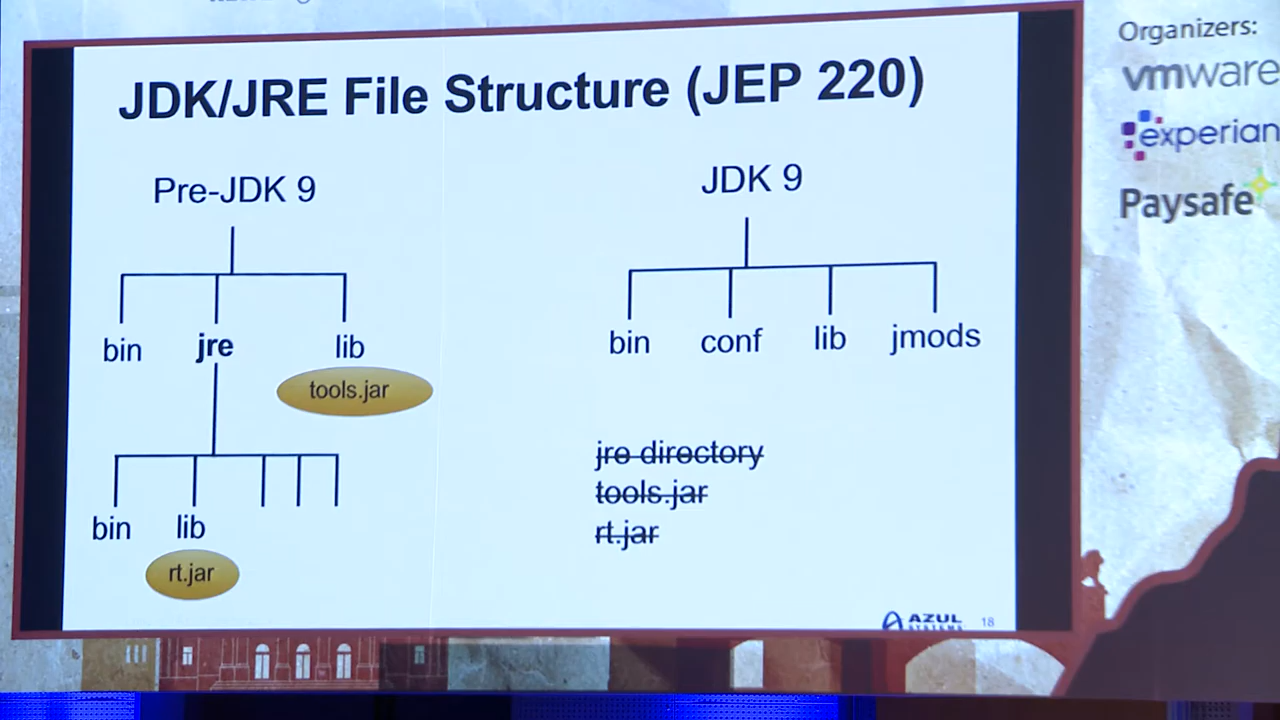 JDK/JRE File Structure (JEP 220)
Pre-JDK 9
bin
jre
lib
tools.jar
bin
lib
rt.jar
JDK 9
bin
conf
lib
jmods
jre directory
tools.jar
rt.jar
AZUL
SYSTEMS
18
Organizers:
vmware
experian
Paysafe